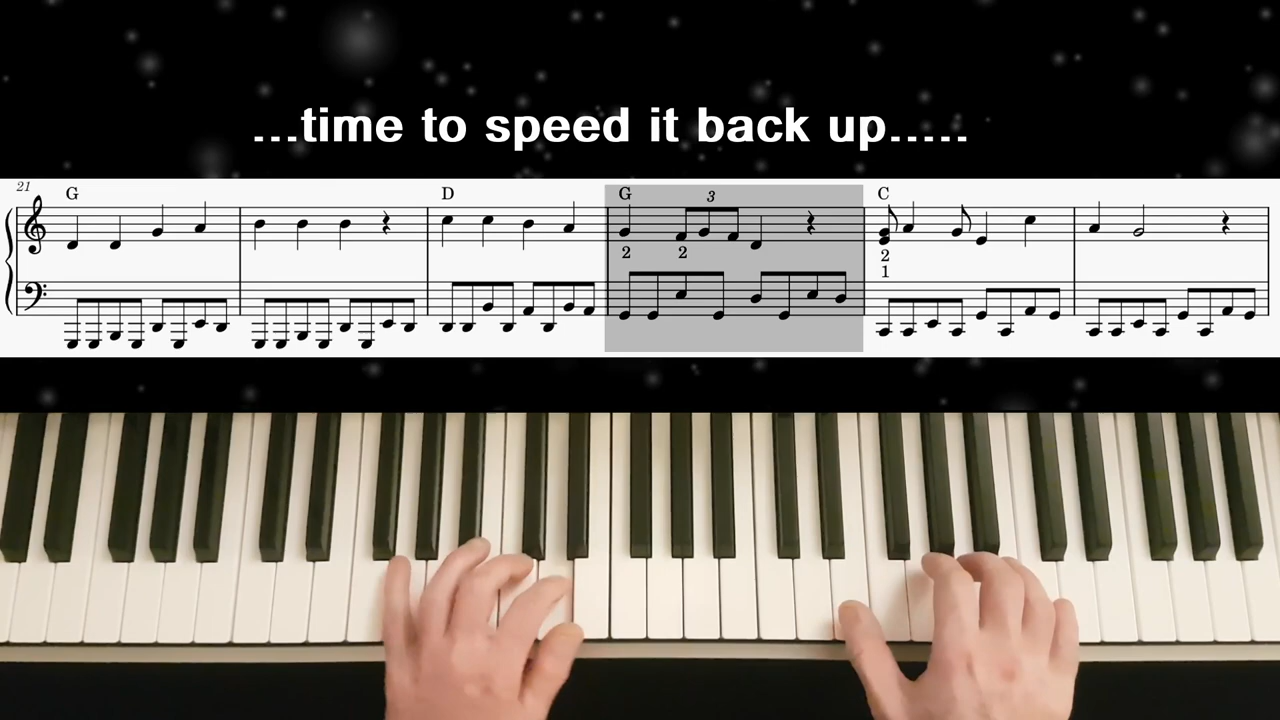 ...time to speed it back up.....
21
G D G 3 C
2 2 2
1